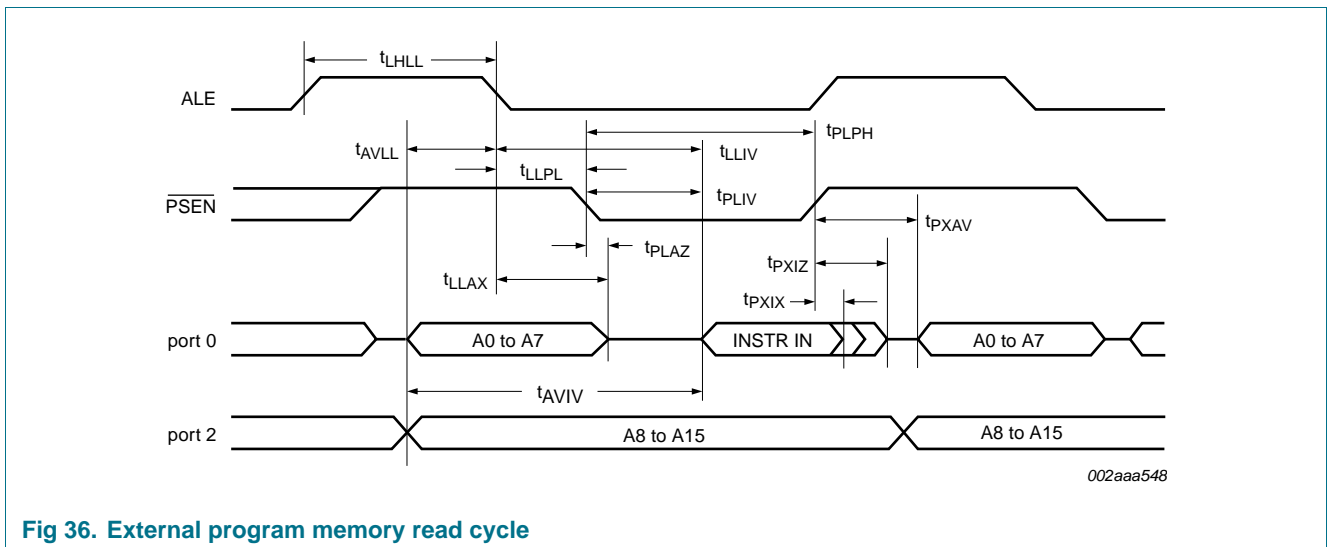 tLHLL
ALE
tPLPH
tAVLL
tLLIV
tLLPL
PSEN
tPLIV
tPXAV
tPLAZ
tPXIZ
tLLAX
tPXIX
port 0
A0 to A7
INSTR IN
A0 to A7
tAVIV
port 2
A8 to A15
A8 to A15
002aaa548
Fig 36. External program memory read cycle